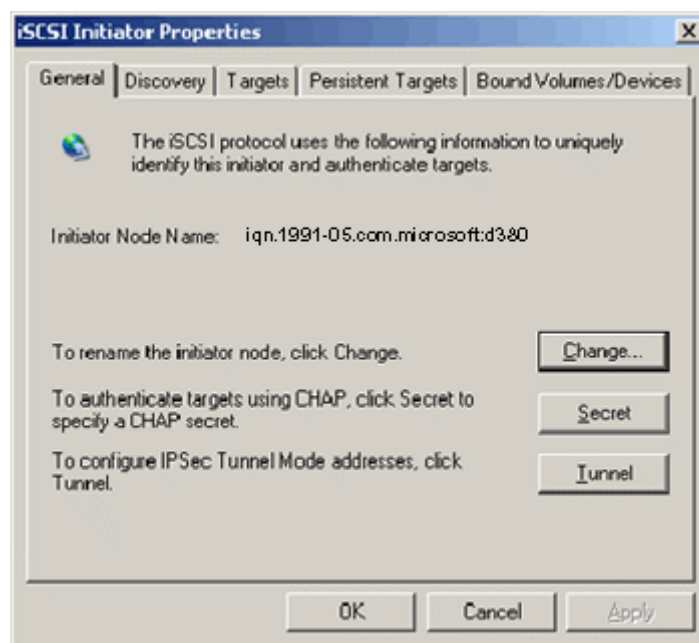 iSCSI Initiator Properties
General
Discovery
Targets
Persistent Targets
Bound Volumes/Devices
The iSCSI protocol uses the following information to uniquely
identify this initiator and authenticate targets.
Initiator Node Name: iqn.1991-05.com.microsoft:d380
To rename the initiator node, click Change.
Change...
To authenticate targets using CHAP, click Secret to
specify a CHAP secret.
Secret
To configure IPSec Tunnel Mode addresses, click
Tunnel.
Tunnel
OK
Cancel
Apply